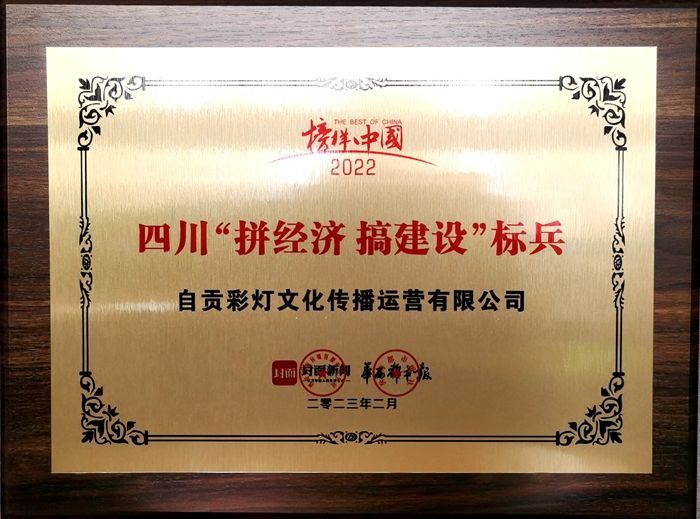 THE BEST OF CHINA
榜样中國
2022
四川“拼经济 搞建设”标兵
自贡彩灯文化传播运营有限公司
封面 封面新闻 华西都市报
二零二三年二月